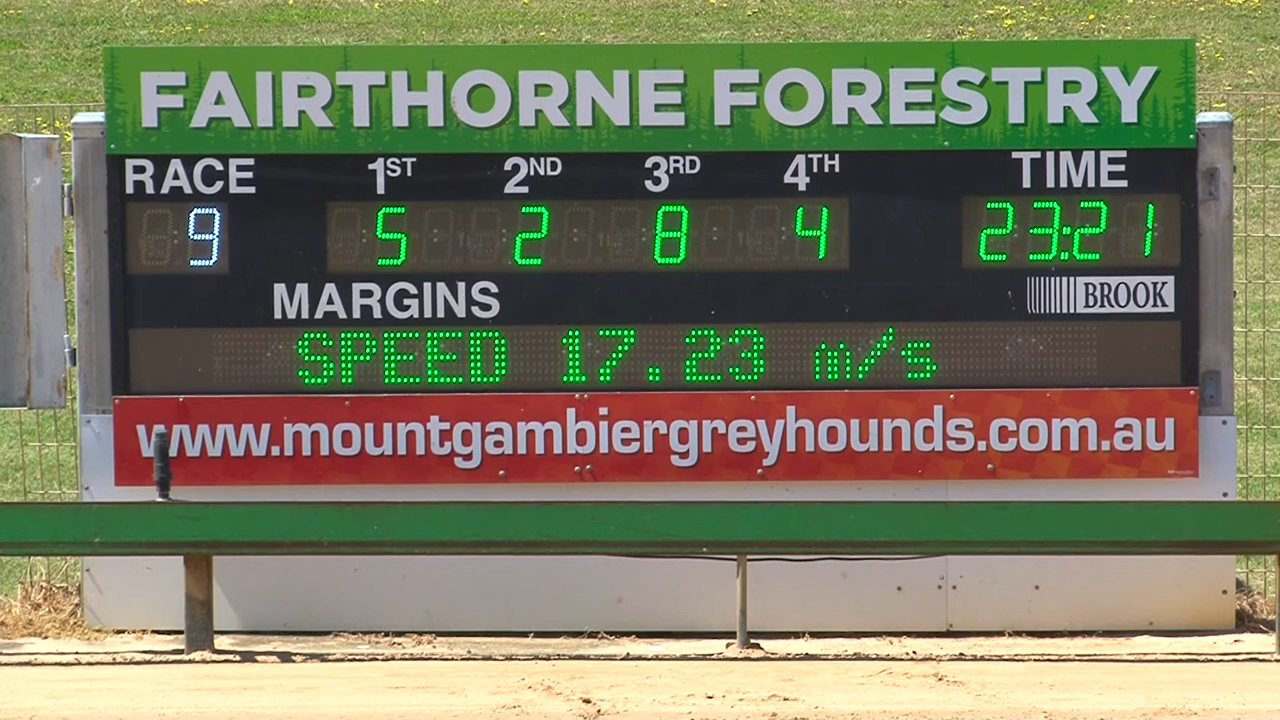 FAIRTHORNE FORESTRY
RACE 1ST 2ND 3RD 4TH TIME
9 5 2 8 4 23:21
MARGINS BROOK
SPEED 17.23 m/s
www.mountgambiergreyhounds.com.au